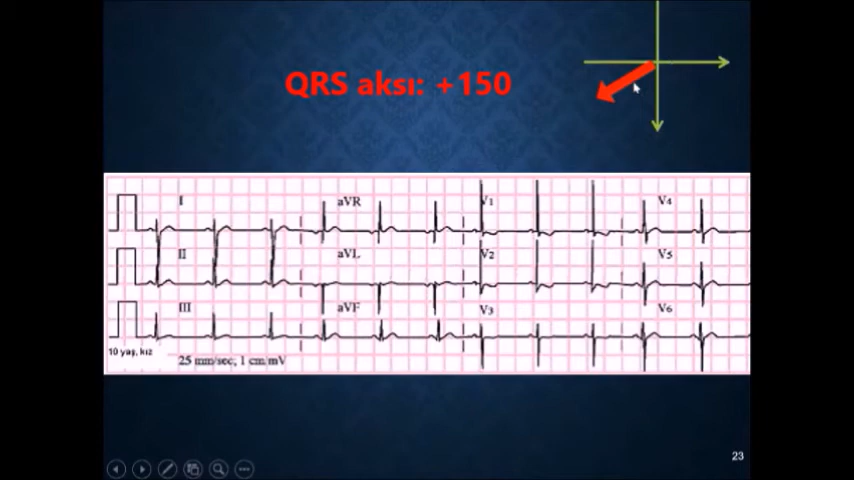 QRS aksı: +150
I
aVR
V1
V4
II
aVL
V2
V5
III
aVF
V3
V6
10 yaş, kız
25 mm/sec, 1 cm/mV
23